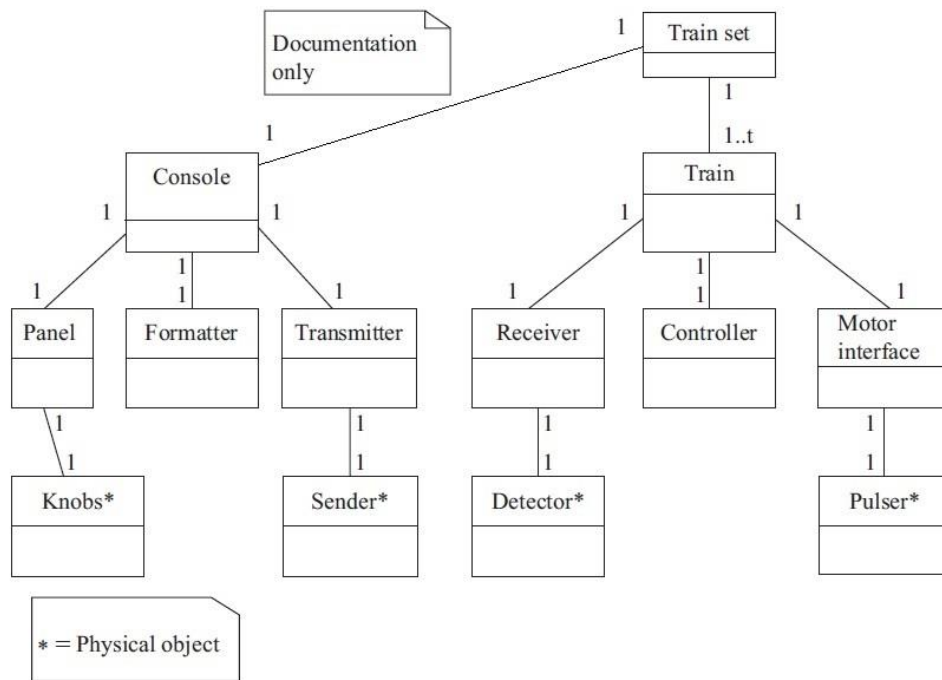 Documentation
only
1
Train set
1
1
1..t
Console
Train
1
1
1
1
1
1
1
1
1
1
1
1
1
1
Panel
Formatter
Transmitter
Receiver
Controller
Motor
interface
1
1
1
1
1
1
1
1
Knobs*
Sender*
Detector*
Pulser*
* = Physical object